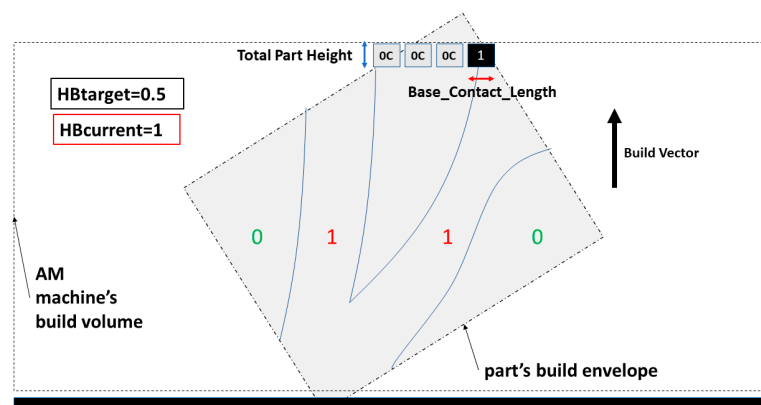 Total Part Height
0C 0C 0C 1
Base_Contact_Length
HBtarget=0.5
HBcurrent=1
Build Vector
0 1 1 0
AM
machine's
build volume
part's build envelope